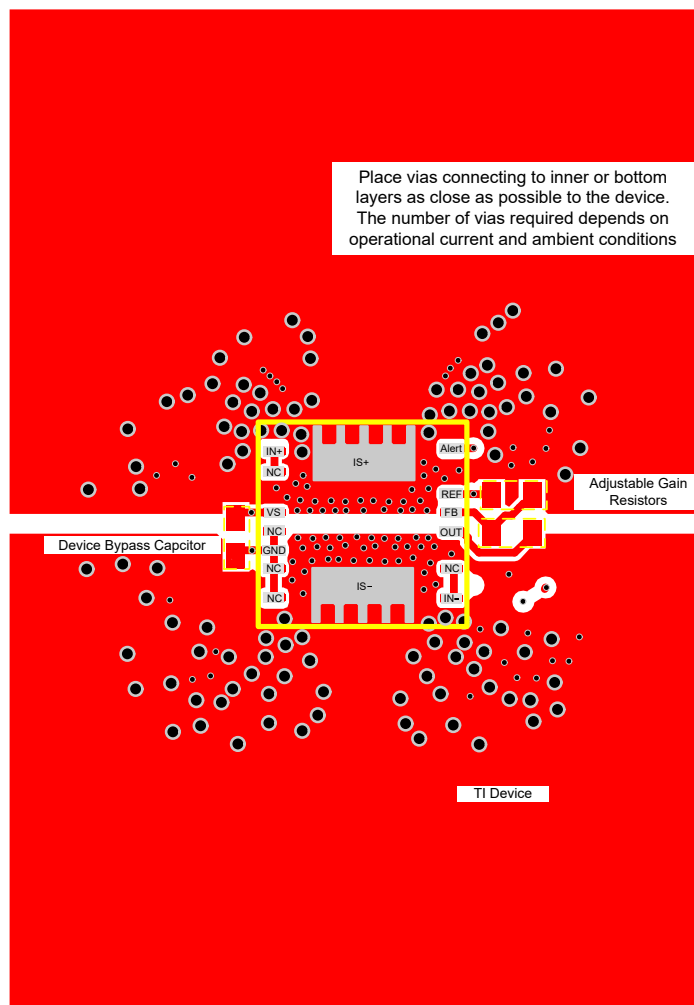 Place vias connecting to inner or bottom
layers as close as possible to the device.
The number of vias required depends on
operational current and ambient conditions
IN+
IS+
Alert
NC
Adjustable Gain
Resistors
REF
VS
FB
NC
OUT
Device Bypass Capcitor
GND
NC
NC
IS−
NC
IN−
TI Device